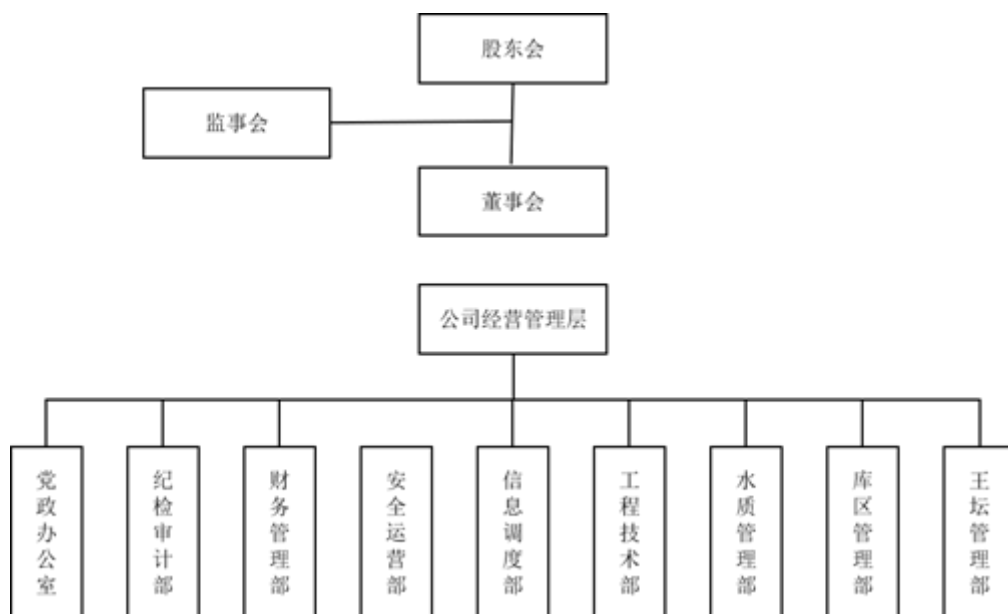 股东会
监事会
董事会
公司经营管理层
党政办公室
纪检审计部
财务管理部
安全运营部
信息调度部
工程技术部
水质管理部
库区管理部
王坛管理部